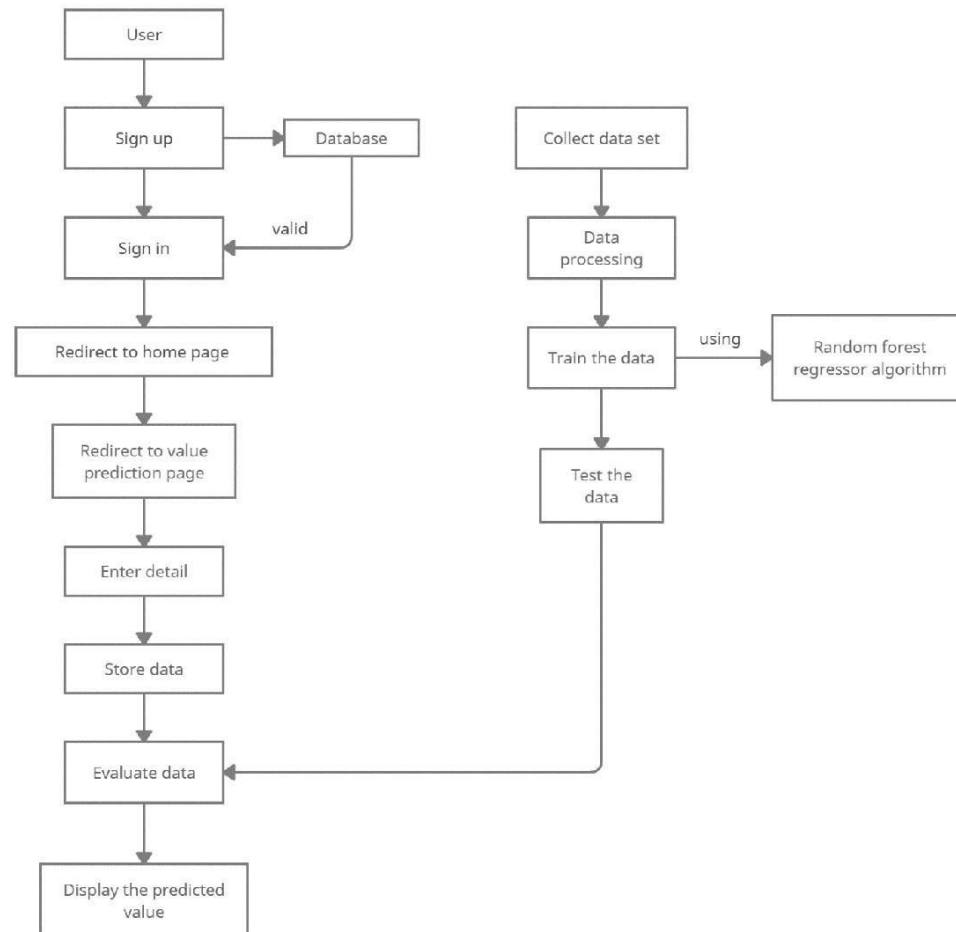 User
Sign up
Database
valid
Sign in
Redirect to home page
Redirect to value
prediction page
Enter detail
Store data
Evaluate data
Display the predicted
value
Collect data set
Data
processing
Train the data
using
Random forest
regressor algorithm
Test the
data